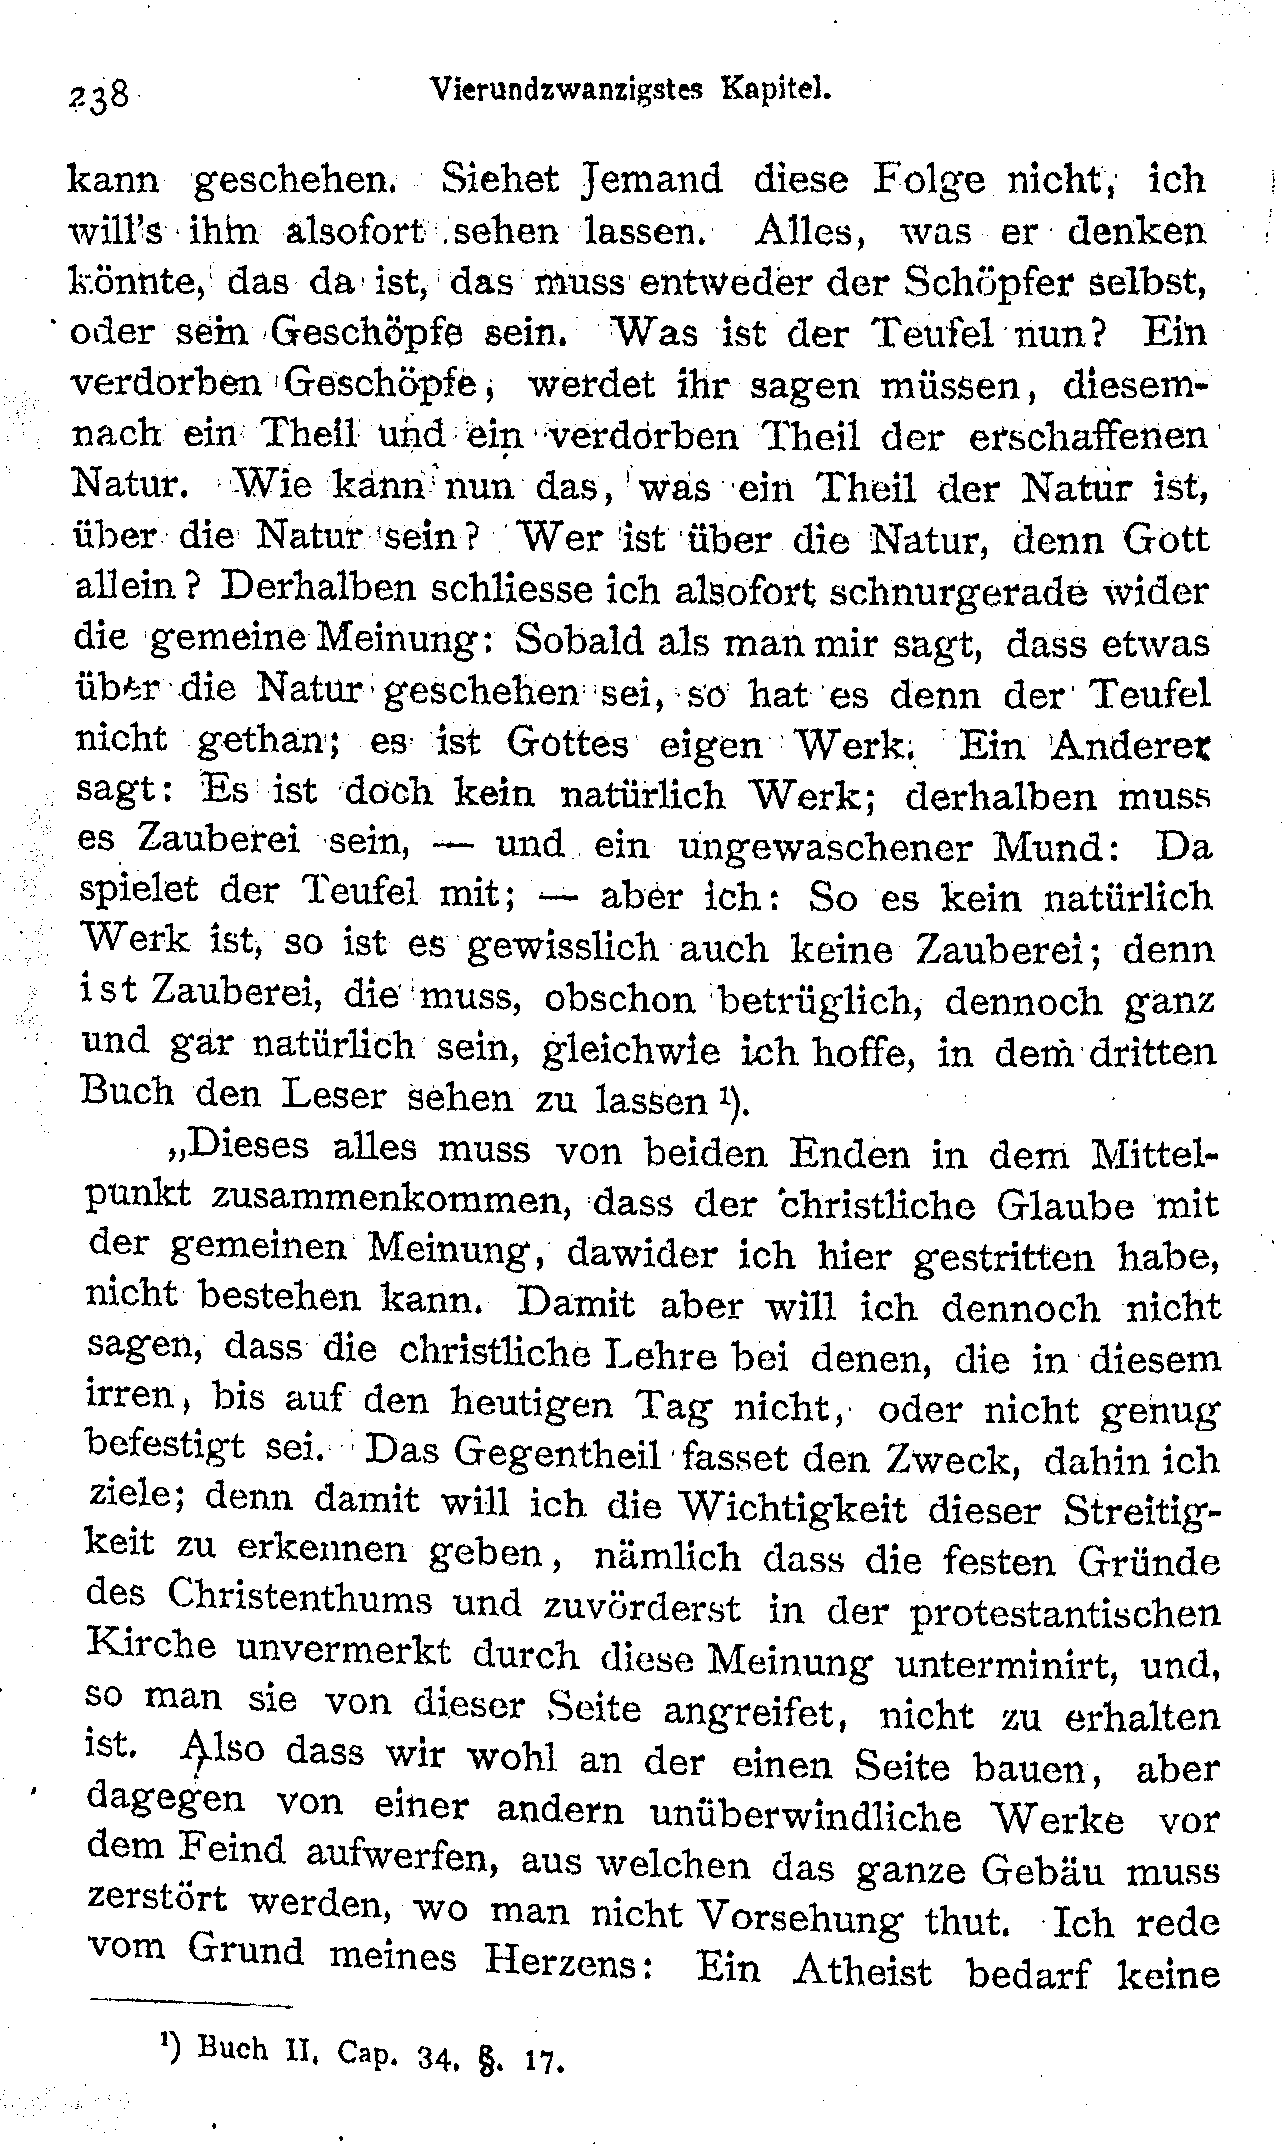 238 Vierundzwanzigstes Kapitel.
kann geschehen. Siehet Jemand diese Folge nicht, ich
will's ihm alsofort sehen lassen. Alles, was er denken
könnte, das da ist, das muss entweder der Schöpfer selbst,
oder sein Geschöpfe sein. Was ist der Teufel nun? Ein
verdorben Geschöpfe, werdet ihr sagen müssen, diesem-
nach ein Theil und ein verdorben Theil der erschaffenen
Natur. Wie kann nun das, was ein Theil der Natur ist,
über die Natur sein? Wer ist über die Natur, denn Gott
allein? Derhalben schliesse ich alsofort schnurgerade wider
die gemeine Meinung: Sobald als man mir sagt, dass etwas
über die Natur geschehen sei, so hat es denn der Teufel
nicht gethan; es ist Gottes eigen Werk. Ein Anderer
sagt: Es ist doch kein natürlich Werk; derhalben muss
es Zauberei sein, — und ein ungewaschener Mund: Da
spielet der Teufel mit; — aber ich: So es kein natürlich
Werk ist, so ist es gewisslich auch keine Zauberei; denn
ist Zauberei, die muss, obschon betrüglich, dennoch ganz
und gar natürlich sein, gleichwie ich hoffe, in dem dritten
Buch den Leser sehen zu lassen ¹).
„Dieses alles muss von beiden Enden in dem Mittel-
punkt zusammenkommen, dass der christliche Glaube mit
der gemeinen Meinung, dawider ich hier gestritten habe,
nicht bestehen kann. Damit aber will ich dennoch nicht
sagen, dass die christliche Lehre bei denen, die in diesem
irren, bis auf den heutigen Tag nicht, oder nicht genug
befestigt sei. Das Gegentheil fasset den Zweck, dahin ich
ziele; denn damit will ich die Wichtigkeit dieser Streitig-
keit zu erkennen geben, nämlich dass die festen Gründe
des Christenthums und zuvörderst in der protestantischen
Kirche unvermerkt durch diese Meinung unterminirt, und,
so man sie von dieser Seite angreifet, nicht zu erhalten
ist. Also dass wir wohl an der einen Seite bauen, aber
dagegen von einer andern unüberwindliche Werke vor
dem Feind aufwerfen, aus welchen das ganze Gebäu muss
zerstört werden, wo man nicht Vorsehung thut. Ich rede
vom Grund meines Herzens: Ein Atheist bedarf keine
¹) Buch II, Cap. 34. §. 17.